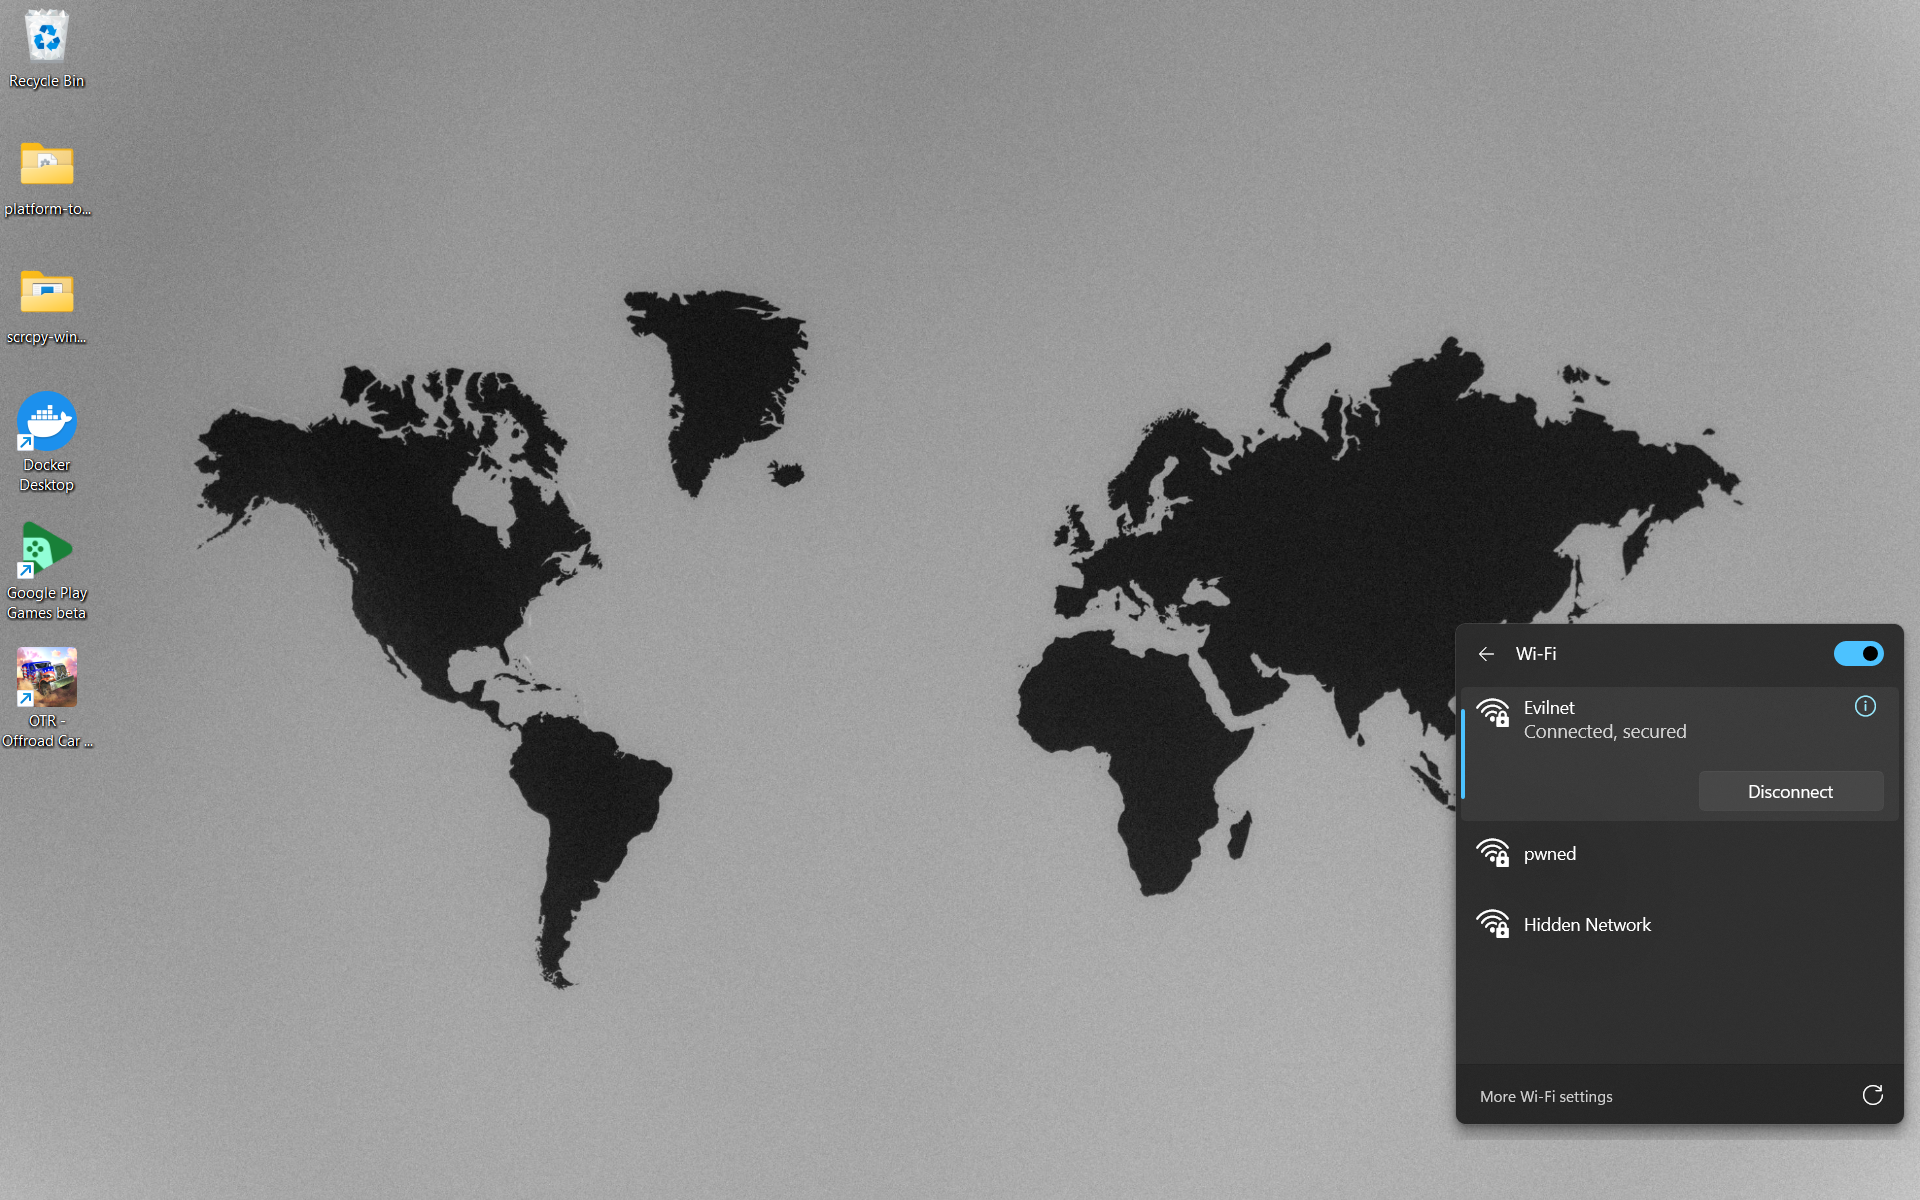 Recycle Bin
platform-to...
scrcpy-win...
Docker
Desktop
Google Play
Games beta
OTR -
Offroad Car ...
Wi-Fi
Evilnet
Connected, secured
Disconnect
pwned
Hidden Network
More Wi-Fi settings